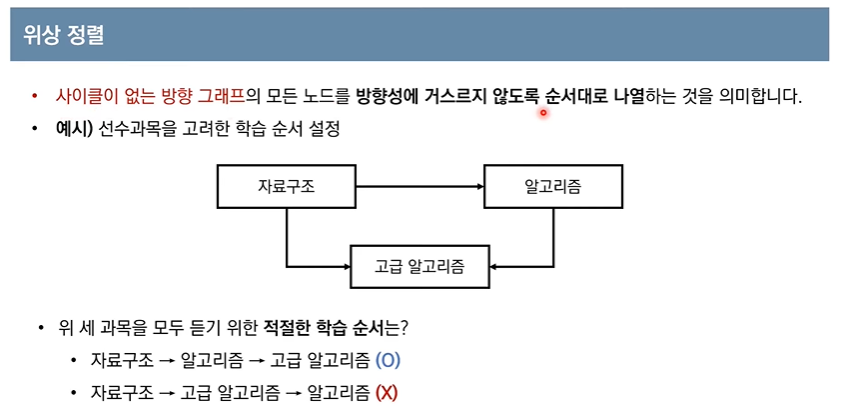 위상 정렬
• 사이클이 없는 방향 그래프의 모든 노드를 방향성에 거스르지 않도록 순서대로 나열하는 것을 의미합니다.
• 예시) 선수과목을 고려한 학습 순서 설정
자료구조
알고리즘
고급 알고리즘
• 위 세 과목을 모두 듣기 위한 적절한 학습 순서는?
• 자료구조 → 알고리즘 → 고급 알고리즘 (O)
• 자료구조 → 고급 알고리즘 → 알고리즘 (X)